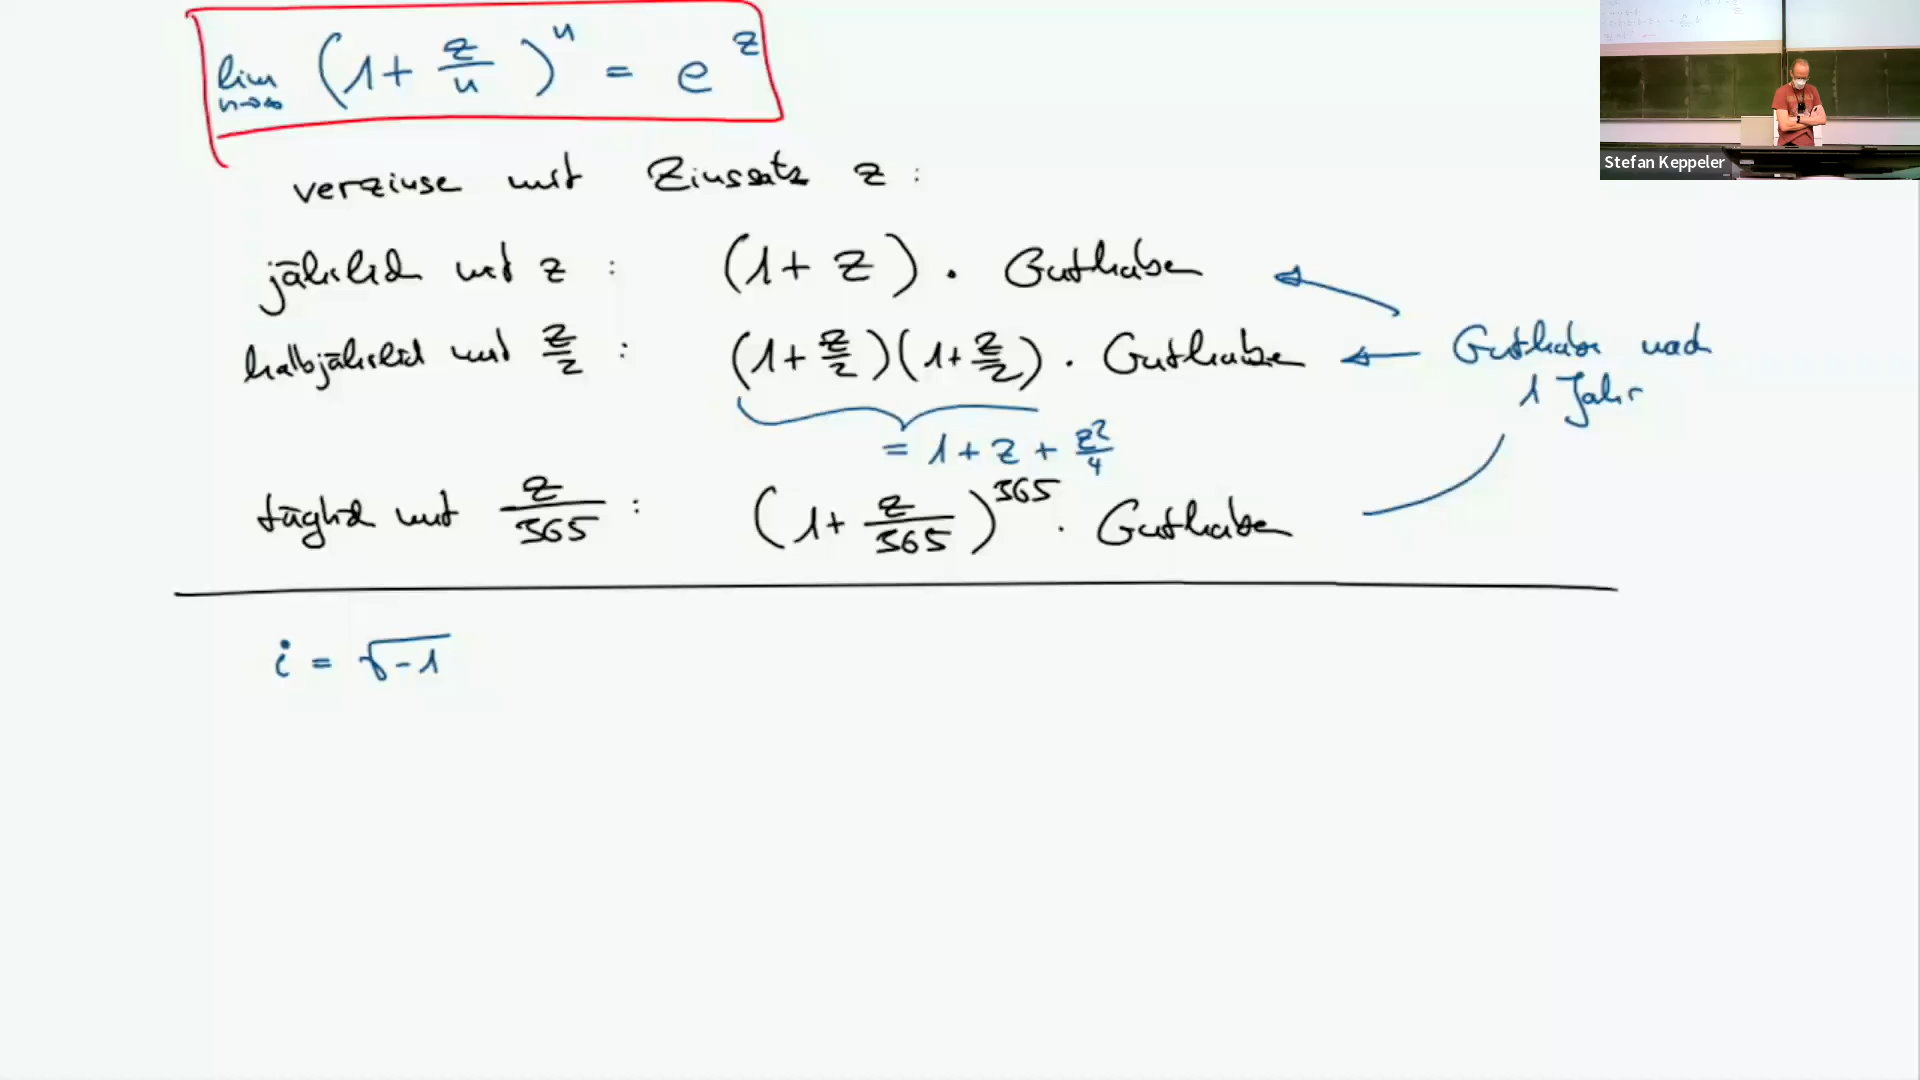 lim n→∞ (1 + z/n)^n = e^z
Stefan Keppeler
verzinse mit Zinssatz z :
jährlich mit z : (1 + z) · Guthaben
halbjährlich mit z/2 : (1 + z/2)(1 + z/2) · Guthaben
Guthaben nach
1 Jahr
= 1 + z + z²/4
täglich mit z/365 : (1 + z/365)^365 · Guthaben
i = √-1